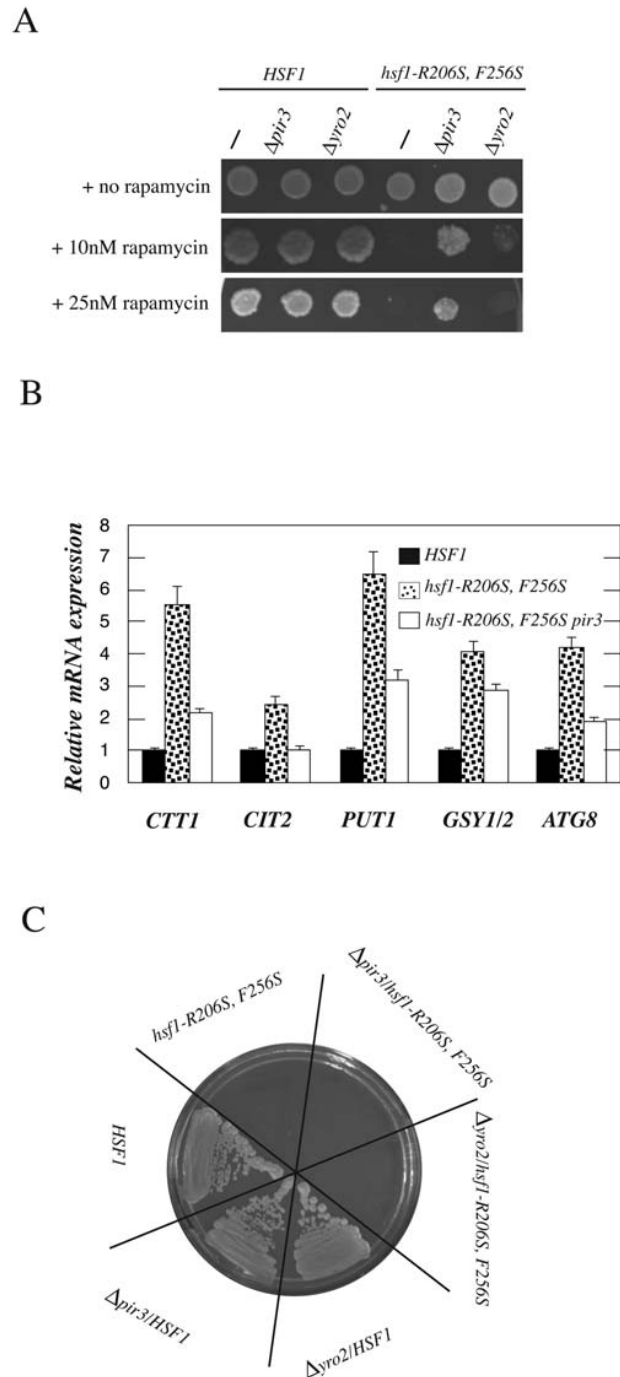 A
HSF1 hsf1-R206S, F256S
— Δpir3 Δyro2 — Δpir3 Δyro2
+ no rapamycin
+ 10nM rapamycin
+ 25nM rapamycin
B
Relative mRNA expression
8
7
6
5
4
3
2
1
0
HSF1
hsf1-R206S, F256S
hsf1-R206S, F256S pir3
CTT1 CIT2 PUT1 GSY1/2 ATG8
C
hsf1-R206S, F256S
Δpir3/hsf1-R206S, F256S
HSF1
Δyro2/hsf1-R206S, F256S
Δpir3/HSF1
Δyro2/HSF1